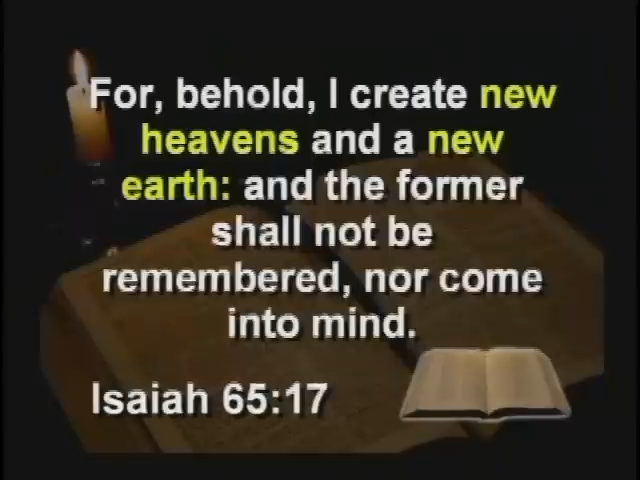 For, behold, I create new
heavens and a new
earth: and the former
shall not be
remembered, nor come
into mind.
Isaiah 65:17